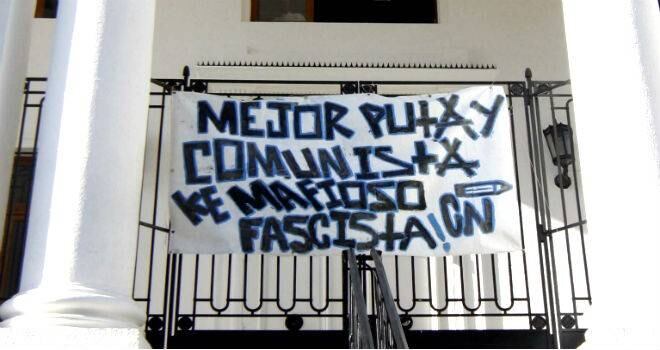 MEJOR PUTA Y
COMUNISTA
KE MAFIOSO
FASCISTA! CN